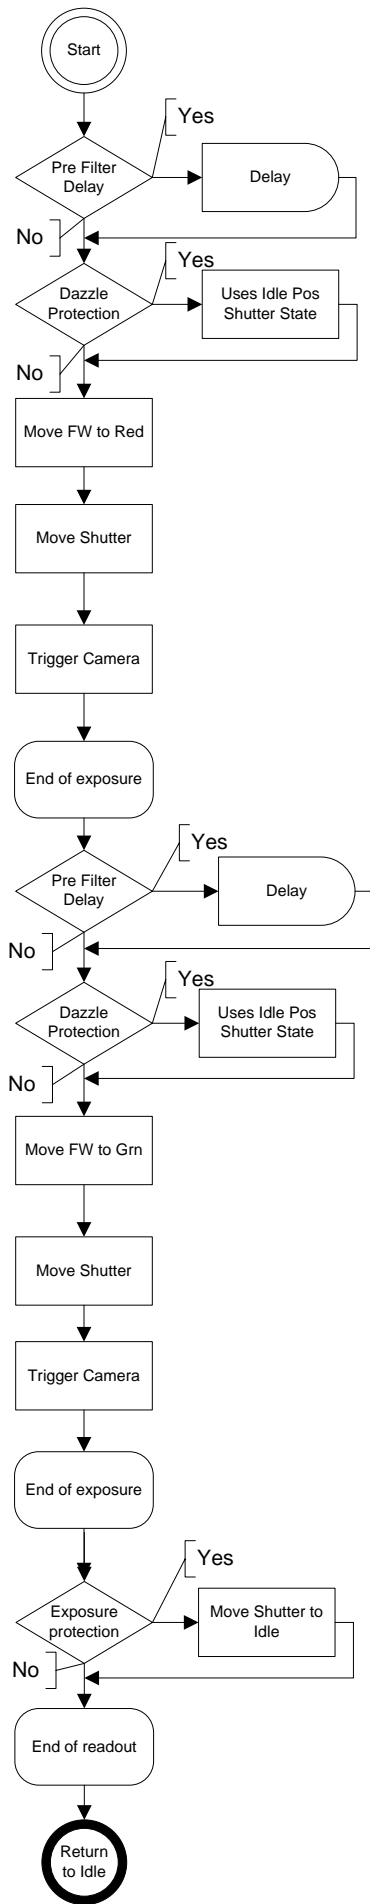 Start
Yes
Pre Filter
Delay
Delay
No
Yes
Dazzle
Protection
Uses Idle Pos
Shutter State
No
Move FW to Red
Move Shutter
Trigger Camera
End of exposure
Yes
Pre Filter
Delay
Delay
No
Yes
Dazzle
Protection
Uses Idle Pos
Shutter State
No
Move FW to Grn
Move Shutter
Trigger Camera
End of exposure
Yes
Exposure
protection
Move Shutter to
Idle
No
End of readout
Return
to Idle